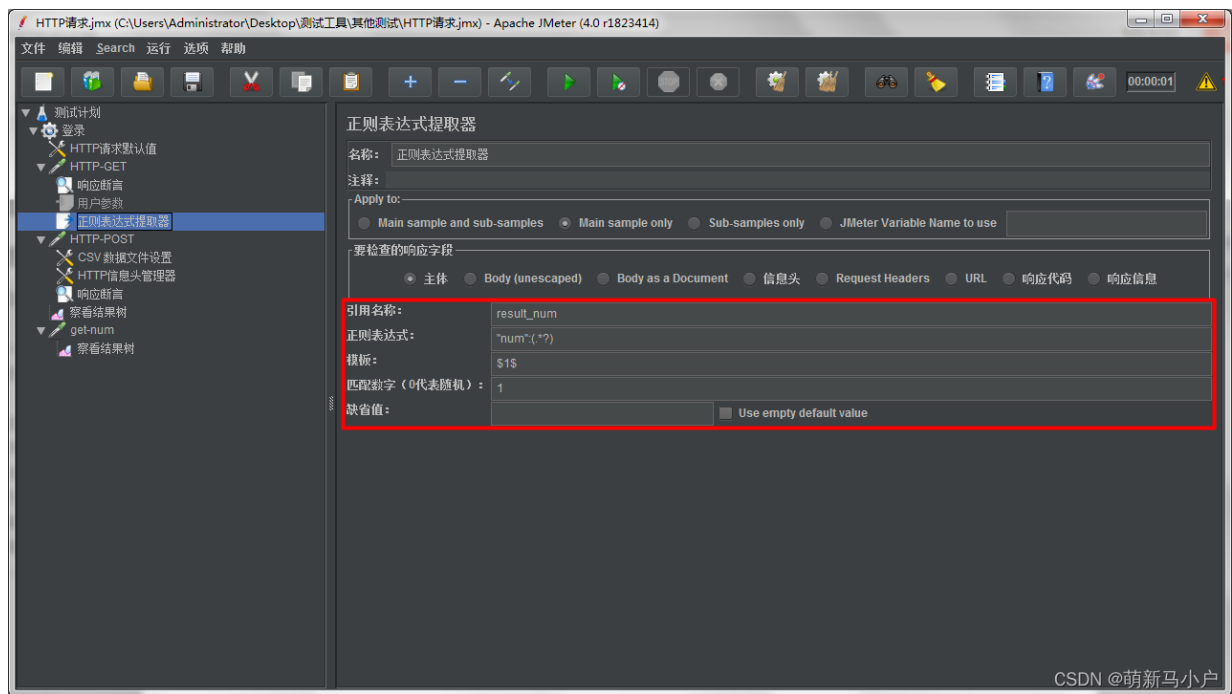 HTTP请求.jmx (C:\Users\Administrator\Desktop\测试工具\其他测试\HTTP请求.jmx) - Apache JMeter (4.0 r1823414)
文件 编辑 Search 运行 选项 帮助
00:00:01
测试计划
登录
HTTP请求默认值
HTTP-GET
响应断言
用户参数
正则表达式提取器
HTTP-POST
CSV 数据文件设置
HTTP信息头管理器
响应断言
察看结果树
get-num
察看结果树
正则表达式提取器
名称： 正则表达式提取器
注释：
Apply to:
Main sample and sub-samples Main sample only Sub-samples only JMeter Variable Name to use
要检查的响应字段
主体 Body (unescaped) Body as a Document 信息头 Request Headers URL 响应代码 响应信息
引用名称： result_num
正则表达式： "num":(.*?)
模板： $1$
匹配数字（0代表随机）： 1
缺省值： Use empty default value
CSDN @萌新马小户